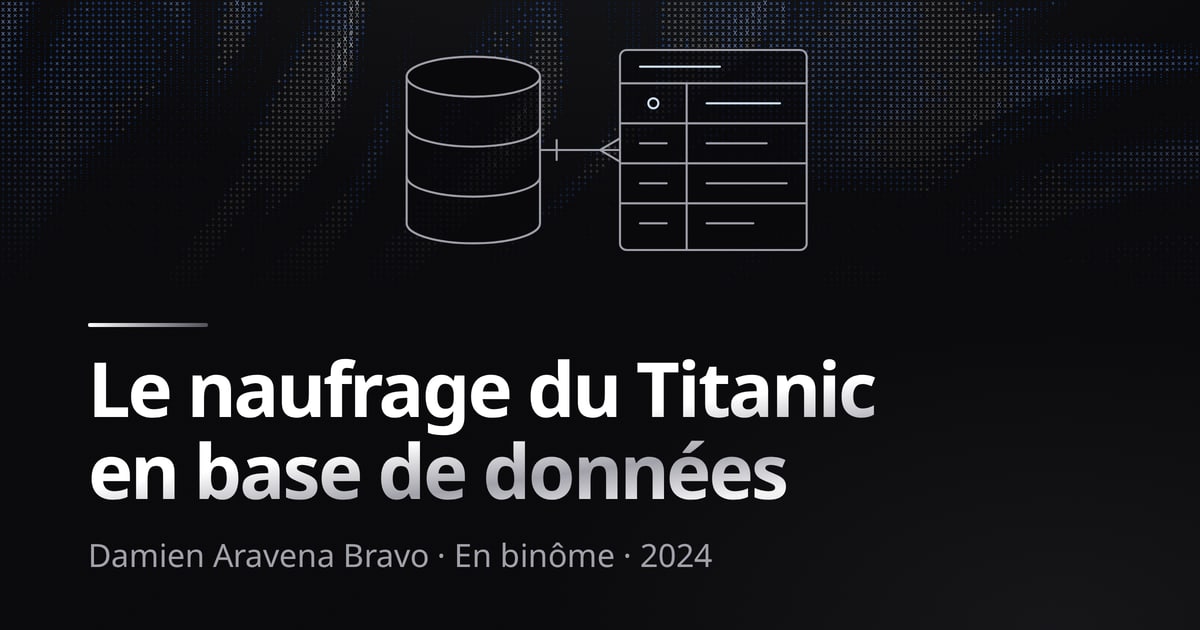 Le naufrage du Titanic
en base de données
Damien Aravena Bravo · En binôme · 2024